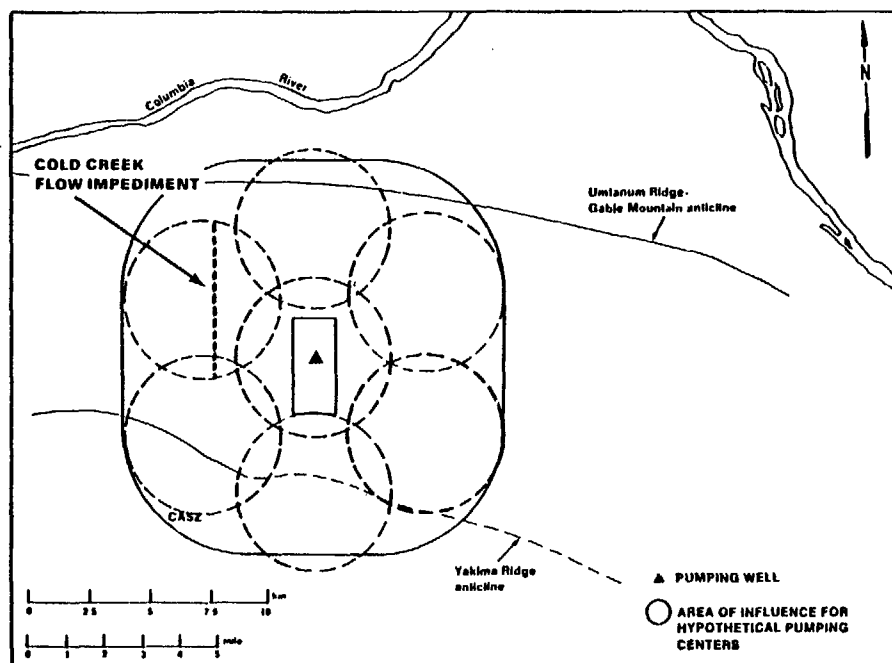 Columbia River
N
COLD CREEK
FLOW IMPEDIMENT
Umtanum Ridge-
Gable Mountain anticline
CASZ
Yakima Ridge
anticline
PUMPING WELL
AREA OF INFLUENCE FOR
HYPOTHETICAL PUMPING
CENTERS
0 2.5 5 7.5 10 km
0 1 2 3 4 5 mile